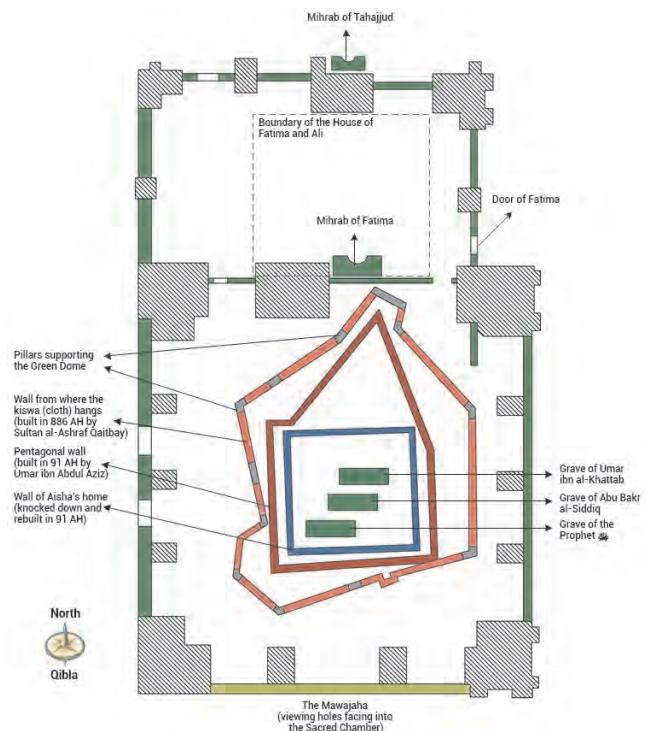 Mihrab of Tahajjud
Boundary of the House of
Fatima and Ali
Door of Fatima
Mihrab of Fatima
Pillars supporting
the Green Dome
Wall from where the
kiswa (cloth) hangs
(built in 886 AH by
Sultan al-Ashraf Qaitbay)
Pentagonal wall
(built in 91 AH by
Umar ibn Abdul Aziz)
Wall of Aisha's home
(knocked down and
rebuilt in 91 AH)
Grave of Umar
ibn al-Khattab
Grave of Abu Bakr
al-Siddiq
Grave of the
Prophet ﷺ
North
Qibla
The Mawajaha
(viewing holes facing into
the Sacred Chamber)